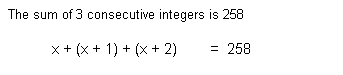 The sum of 3 consecutive integers is 258
x + (x + 1) + (x + 2) = 258